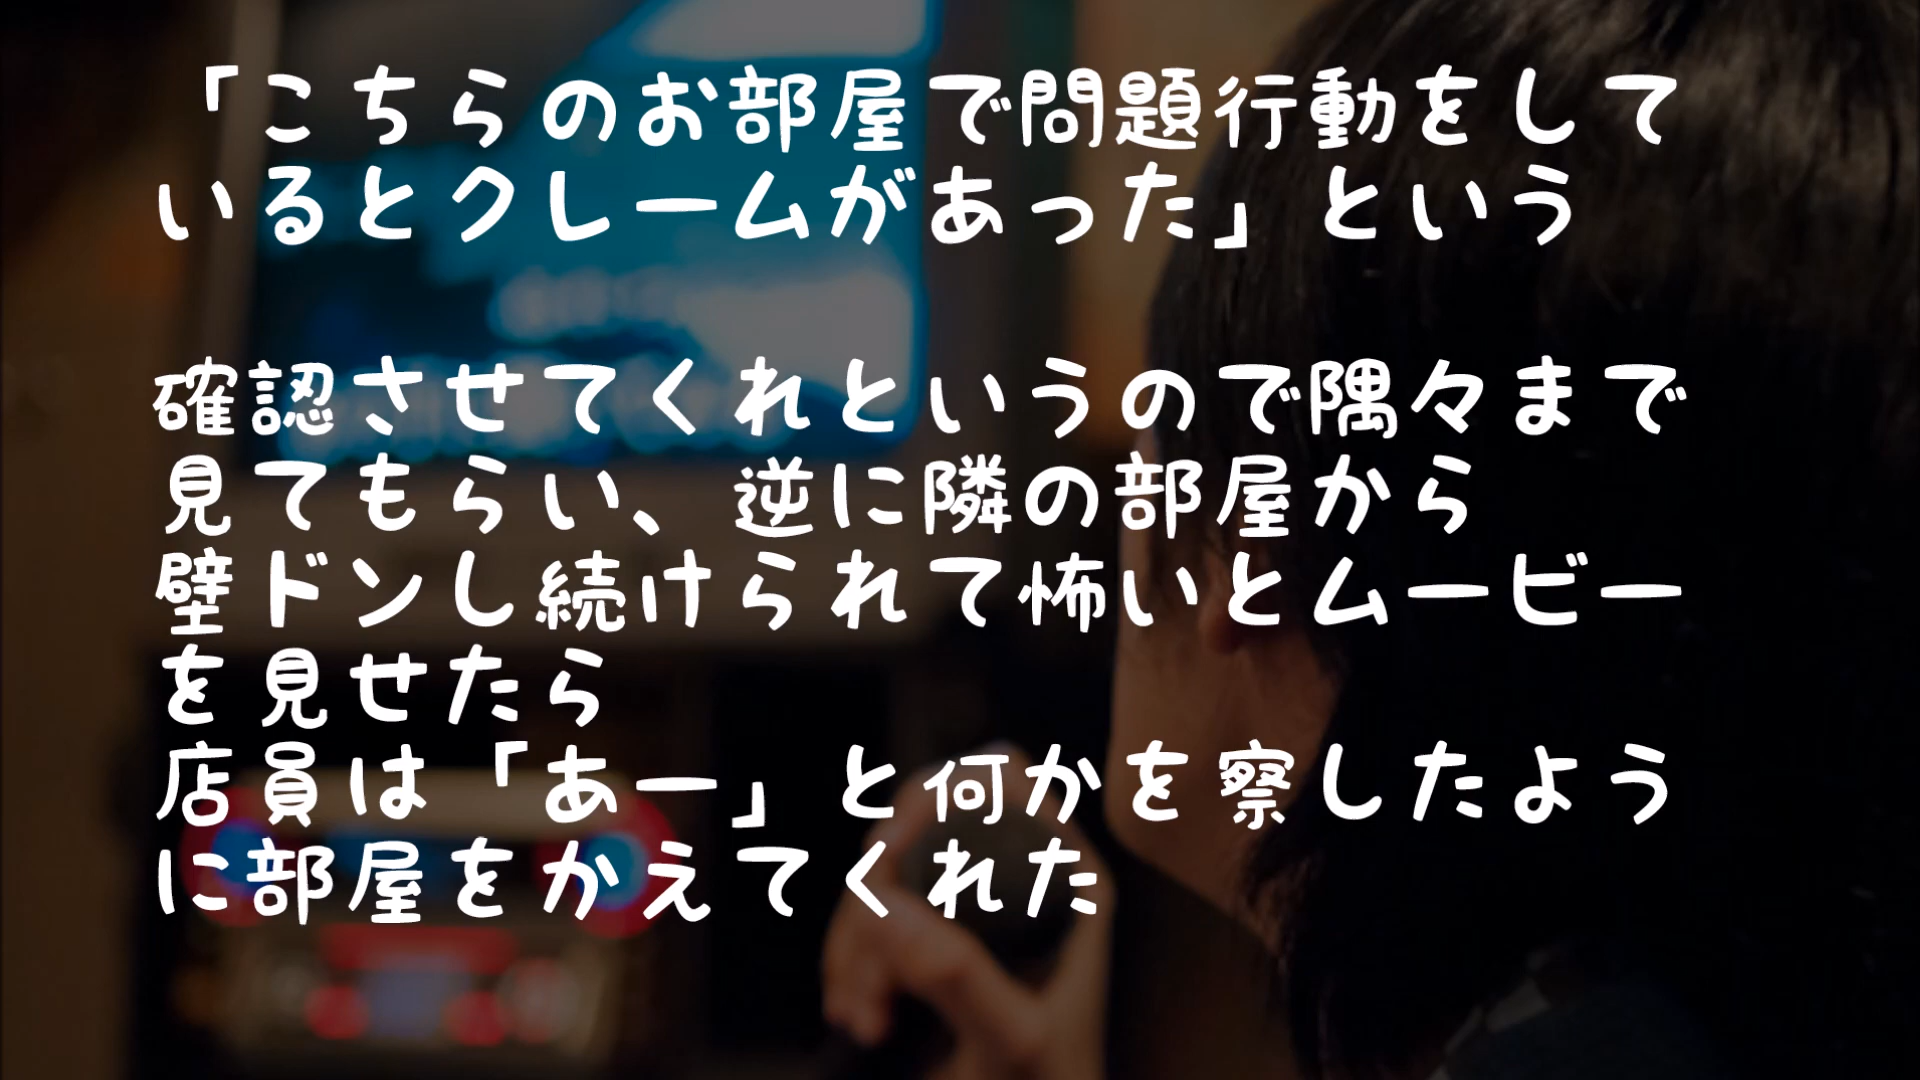 「こちらのお部屋で問題行動をして
いるとクレームがあった」という
確認させてくれというので隅々まで
見てもらい、逆に隣の部屋から
壁ドンし続けられて怖いとムービー
を見せたら
店員は「あー」と何かを察したよう
に部屋をかえてくれた